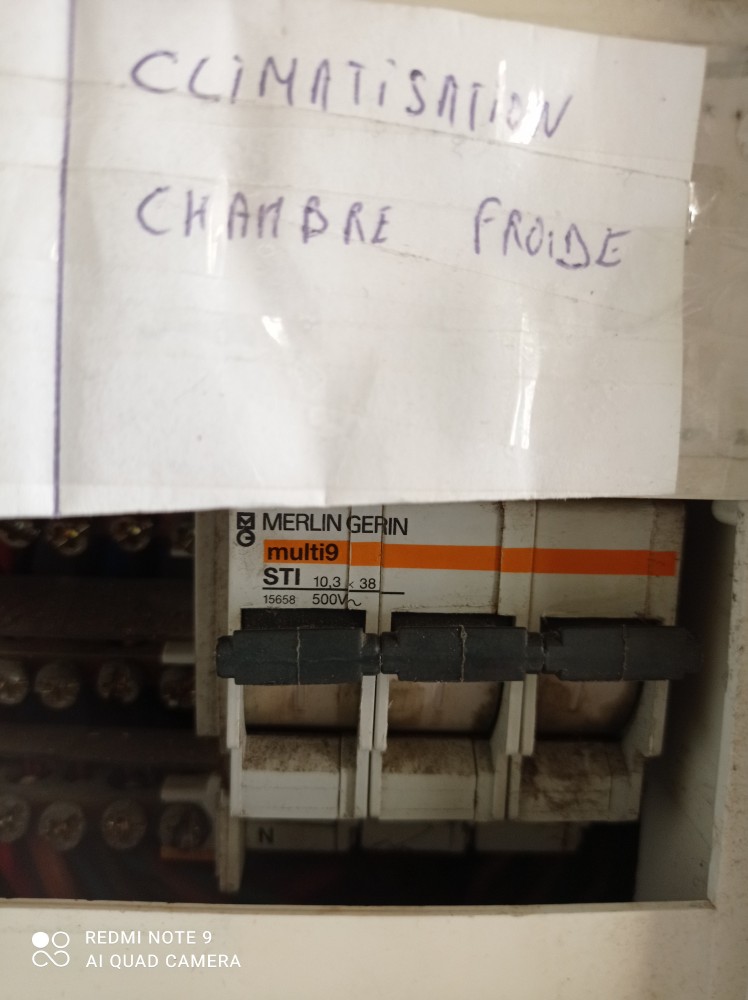 CLiMATiSATION
CHAMBRE FROiDE
MERLIN GERIN
multi9
STI 10,3 x 38
15658 500V~
N
REDMI NOTE 9
AI QUAD CAMERA